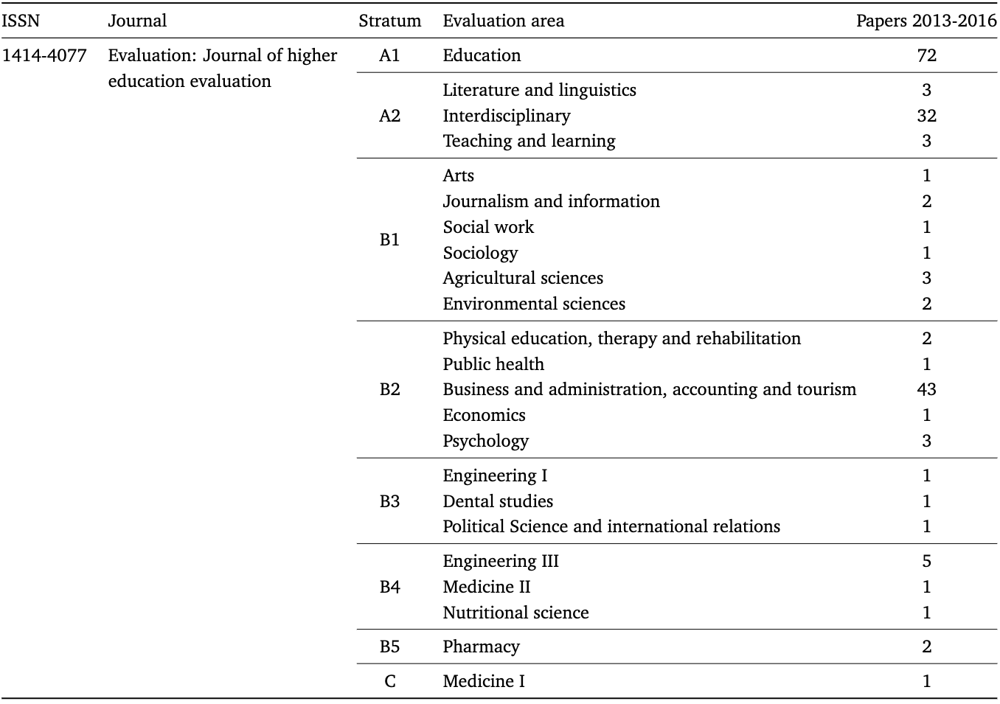 ISSN Journal Stratum Evaluation area Papers 2013-2016
1414-4077 Evaluation: Journal of higher A1 Education 72
education evaluation
Literature and linguistics 3
A2 Interdisciplinary 32
Teaching and learning 3
Arts 1
Journalism and information 2
Social work 1
B1
Sociology 1
Agricultural sciences 3
Environmental sciences 2
Physical education, therapy and rehabilitation 2
Public health 1
B2 Business and administration, accounting and tourism 43
Economics 1
Psychology 3
Engineering I 1
B3 Dental studies 1
Political Science and international relations 1
Engineering III 5
B4 Medicine II 1
Nutritional science 1
B5 Pharmacy 2
C Medicine I 1